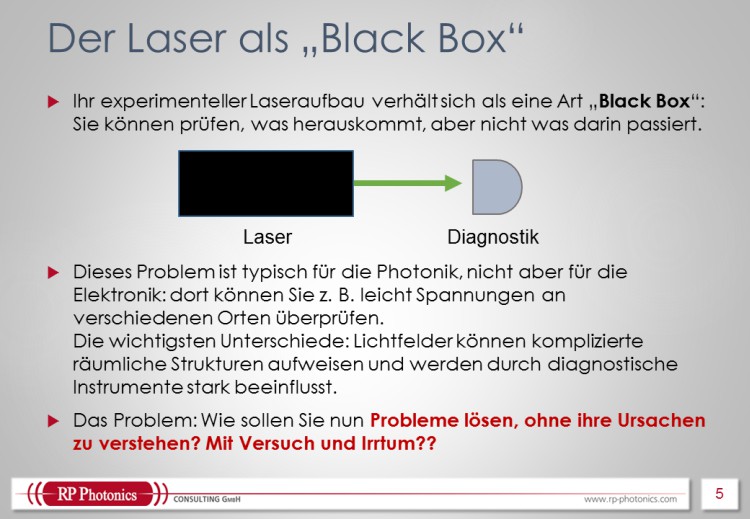 Der Laser als „Black Box“
Ihr experimenteller Laseraufbau verhält sich als eine Art „Black Box“:
Sie können prüfen, was herauskommt, aber nicht was darin passiert.
Laser
Diagnostik
Dieses Problem ist typisch für die Photonik, nicht aber für die
Elektronik: dort können Sie z. B. leicht Spannungen an
verschiedenen Orten überprüfen.
Die wichtigsten Unterschiede: Lichtfelder können komplizierte
räumliche Strukturen aufweisen und werden durch diagnostische
Instrumente stark beeinflusst.
Das Problem: Wie sollen Sie nun Probleme lösen, ohne ihre Ursachen
zu verstehen? Mit Versuch und Irrtum??
RP Photonics
CONSULTING GmbH
www.rp-photonics.com
5